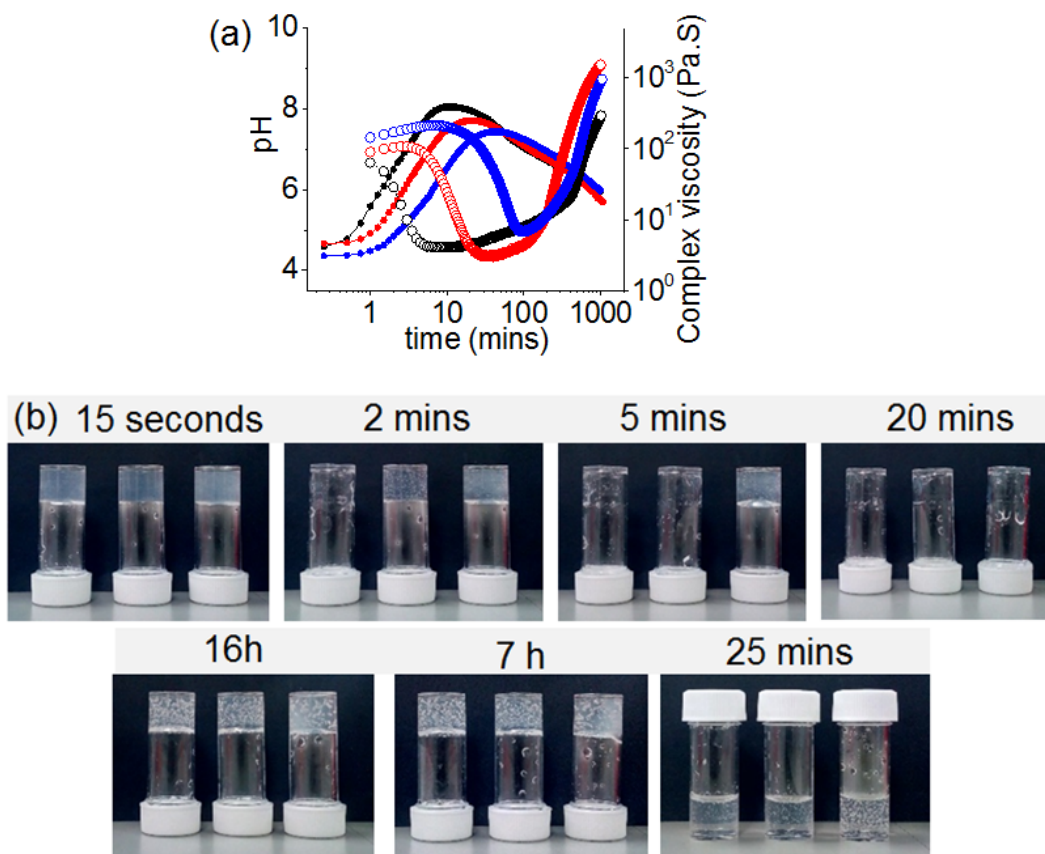 (a)
10
8
6
4
pH
10³
10²
10¹
10⁰
Complex viscosity (Pa.S)
1 10 100 1000
time (mins)
(b) 15 seconds 2 mins 5 mins 20 mins
16h 7 h 25 mins